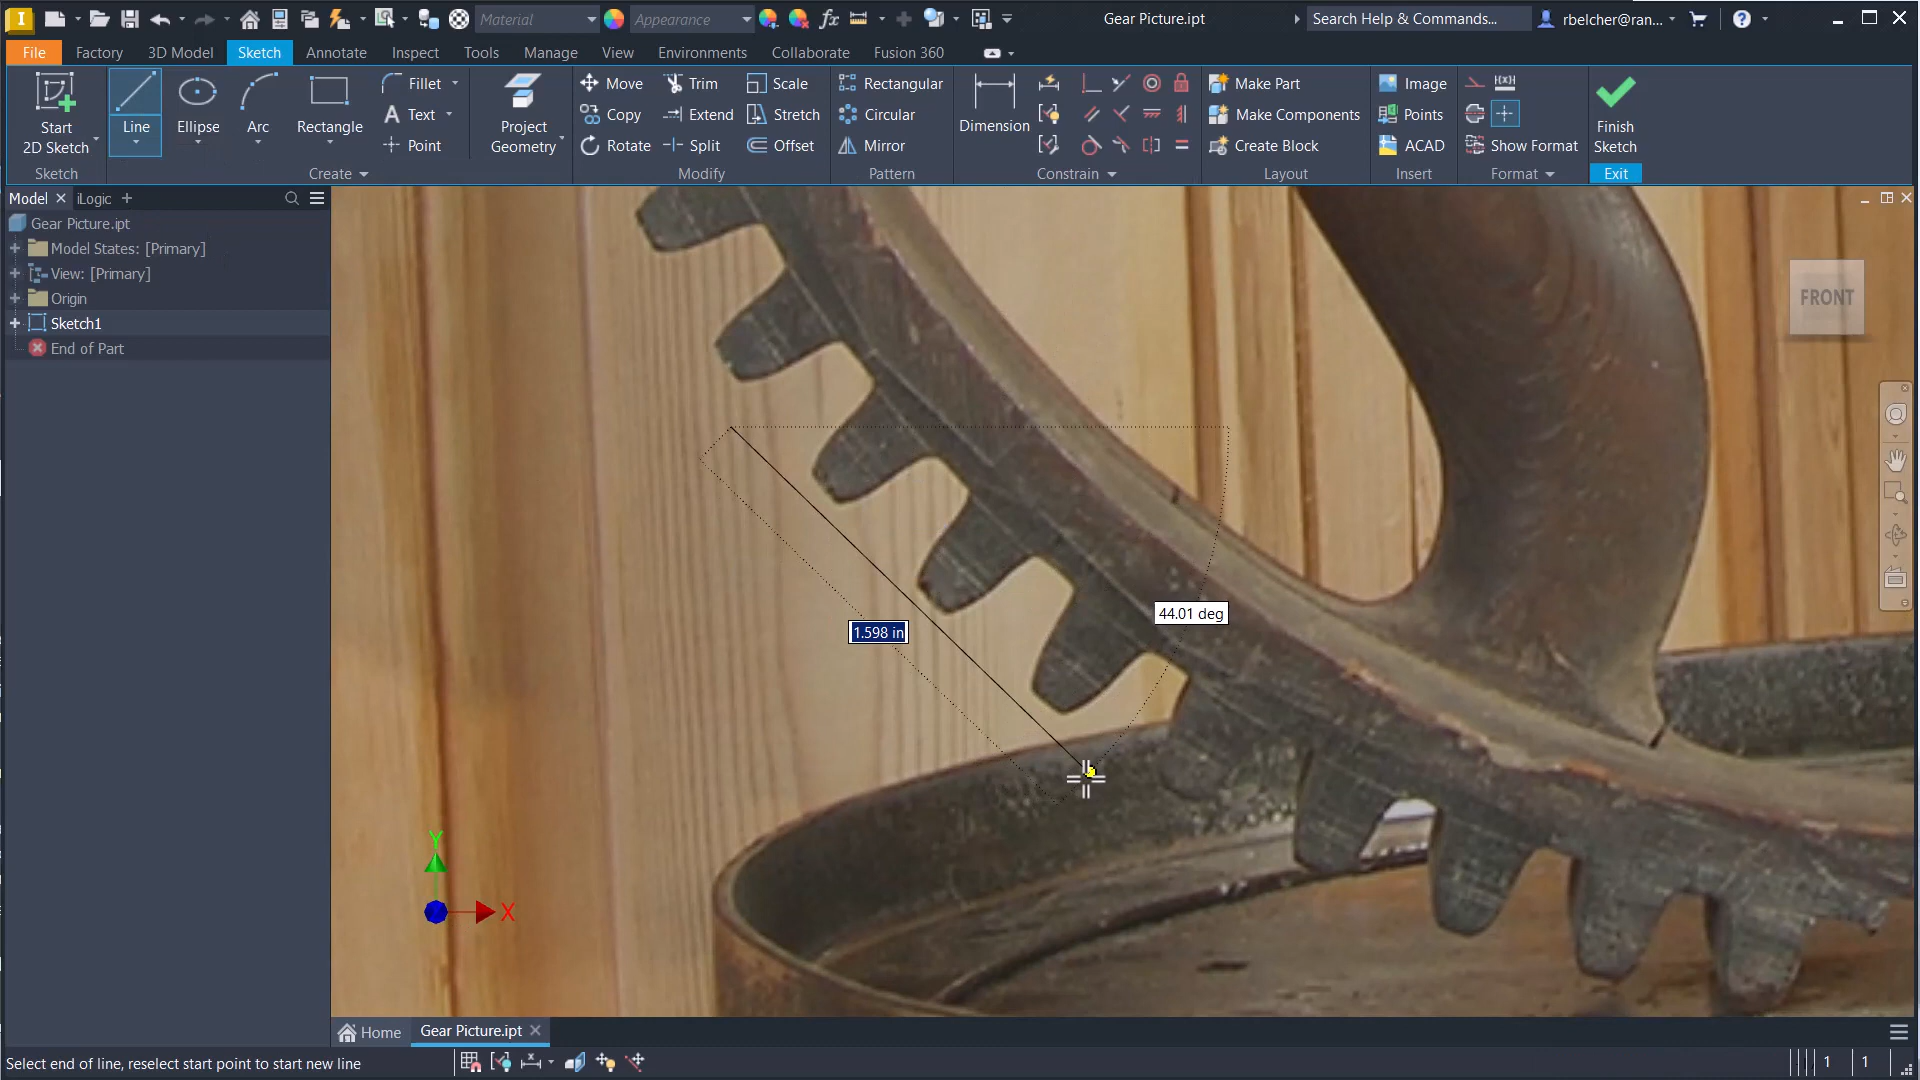 Material
Appearance
fx
Gear Picture.ipt
Search Help & Commands...
rbelcher@ran...
File
Factory
3D Model
Sketch
Annotate
Inspect
Tools
Manage
View
Environments
Collaborate
Fusion 360
Start
2D Sketch
Line
Ellipse
Arc
Rectangle
Fillet
Text
Point
Project
Geometry
Move
Copy
Rotate
Trim
Extend
Split
Scale
Stretch
Offset
Rectangular
Circular
Mirror
Dimension
Make Part
Make Components
Create Block
Image
Points
ACAD
Show Format
Finish
Sketch
Sketch
Create
Modify
Pattern
Constrain
Layout
Insert
Format
Exit
Model
iLogic
Gear Picture.ipt
Model States: [Primary]
View: [Primary]
Origin
Sketch1
End of Part
FRONT
44.01 deg
1.598 in
Y
X
Home
Gear Picture.ipt
Select end of line, reselect start point to start new line
1
1